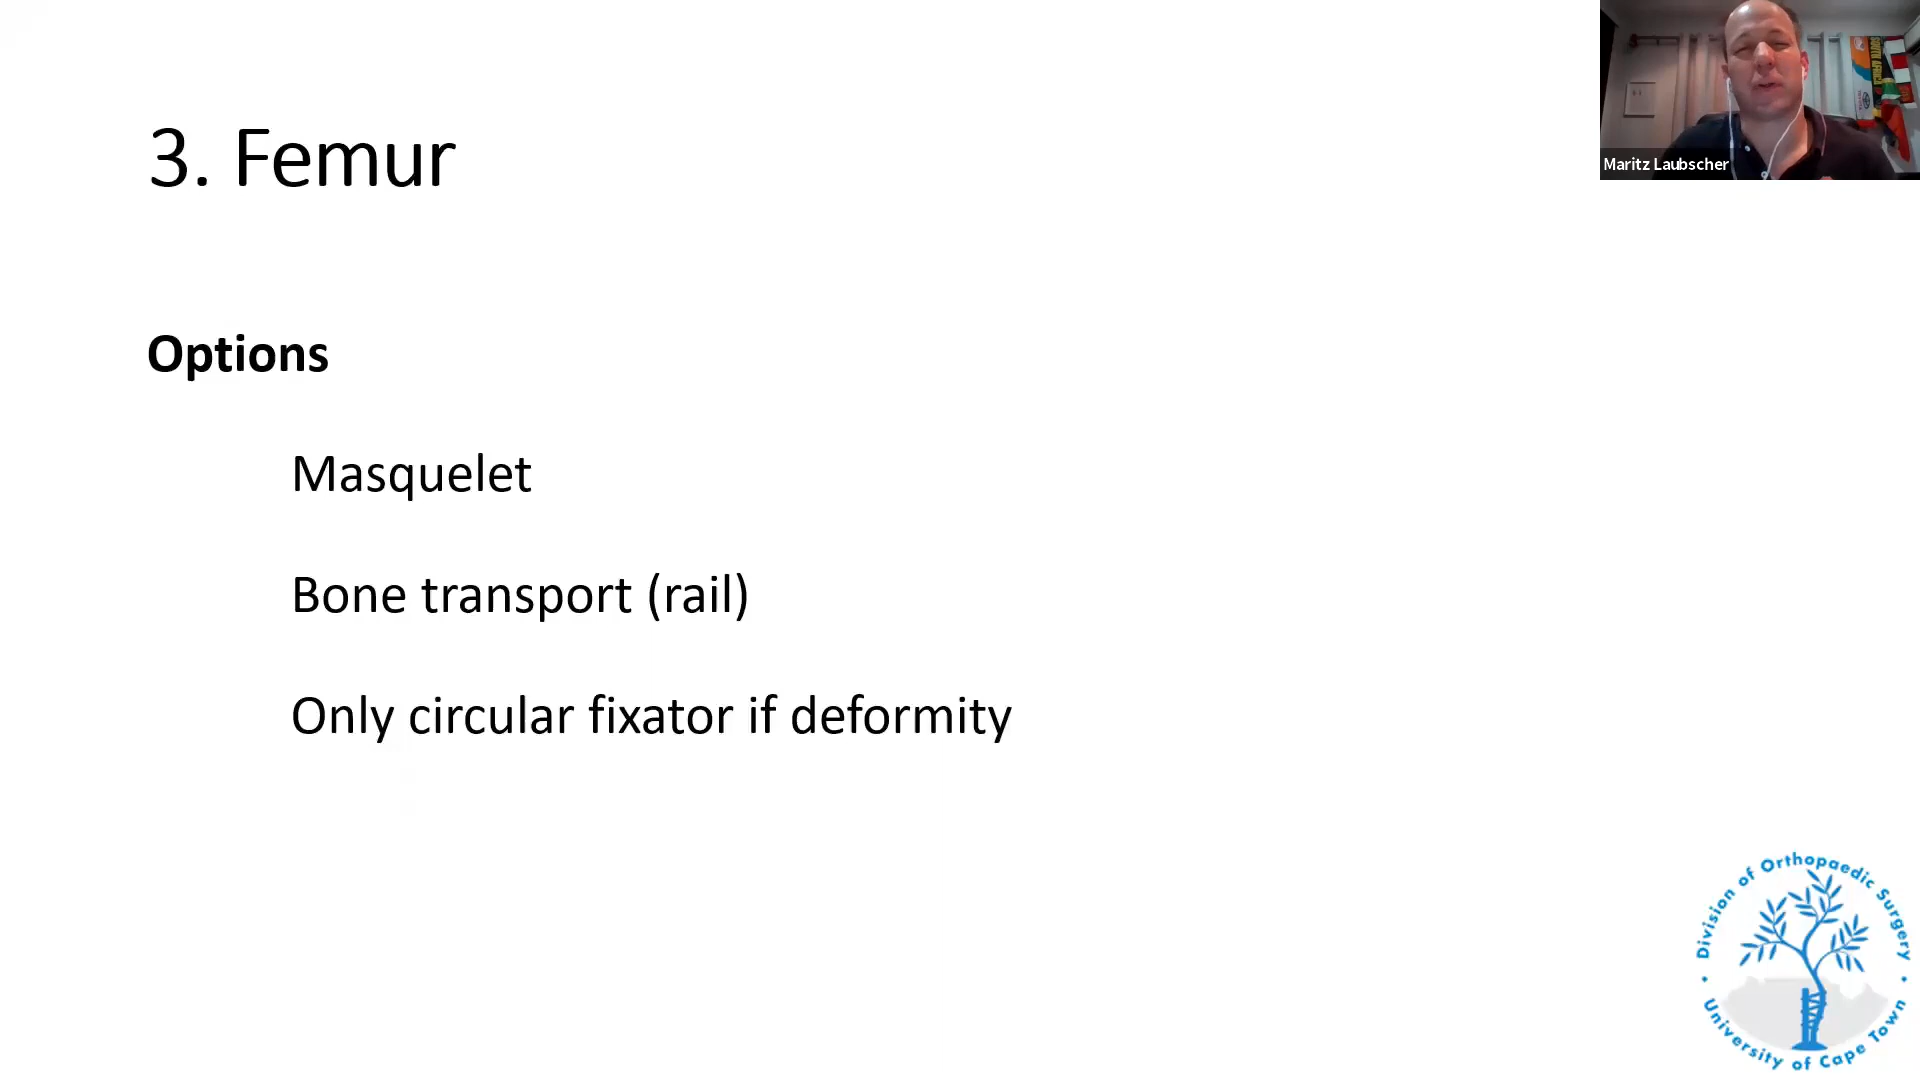 3. Femur
Maritz Laubscher
Options
Masquelet
Bone transport (rail)
Only circular fixator if deformity
Division of Orthopaedic Surgery
University of Cape Town